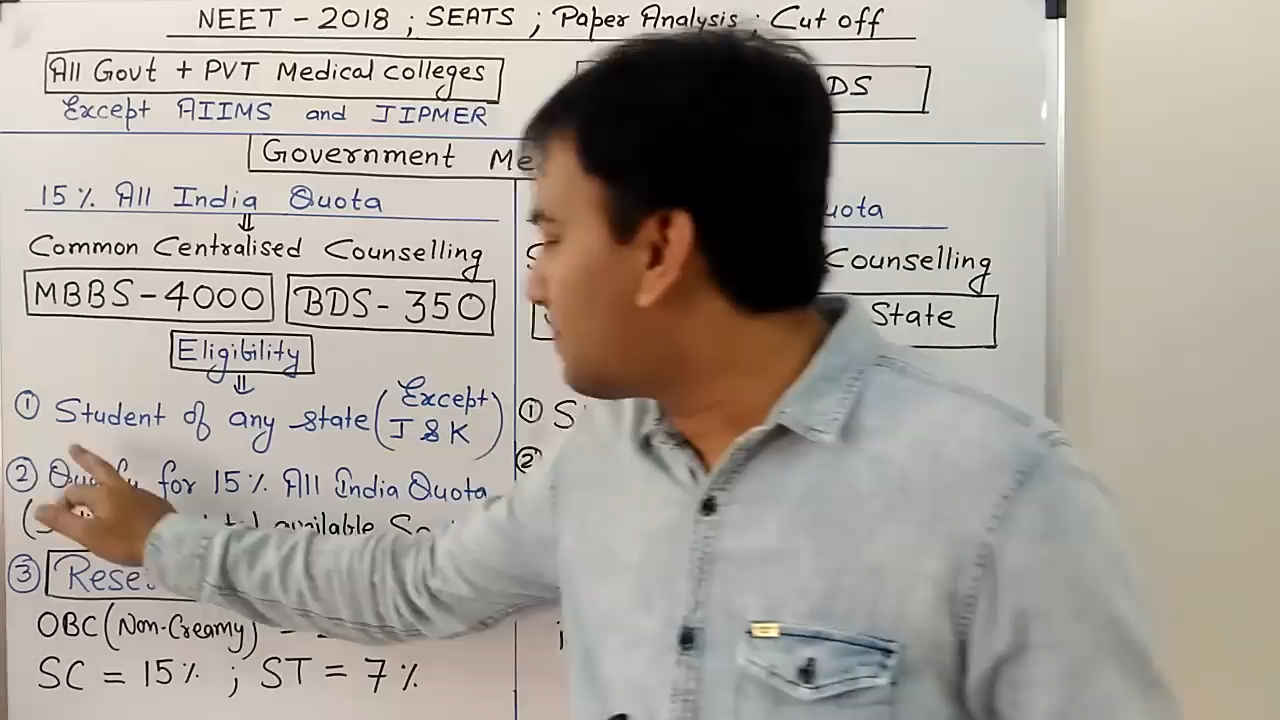 NEET - 2018 ; SEATS ; Paper Analysis ; Cut off
All Govt + PVT Medical colleges
DS
Except AIIMS and JIPMER
Government Me
15% All India Quota
uota
Common Centralised Counselling
Counselling
MBBS-4000
BDS-350
State
Eligibility
① Student of any state (Except J & K)
① S
② for 15% All India Quota
②
available
③ Rese
OBC (Non-Creamy) -
SC = 15% ; ST = 7%